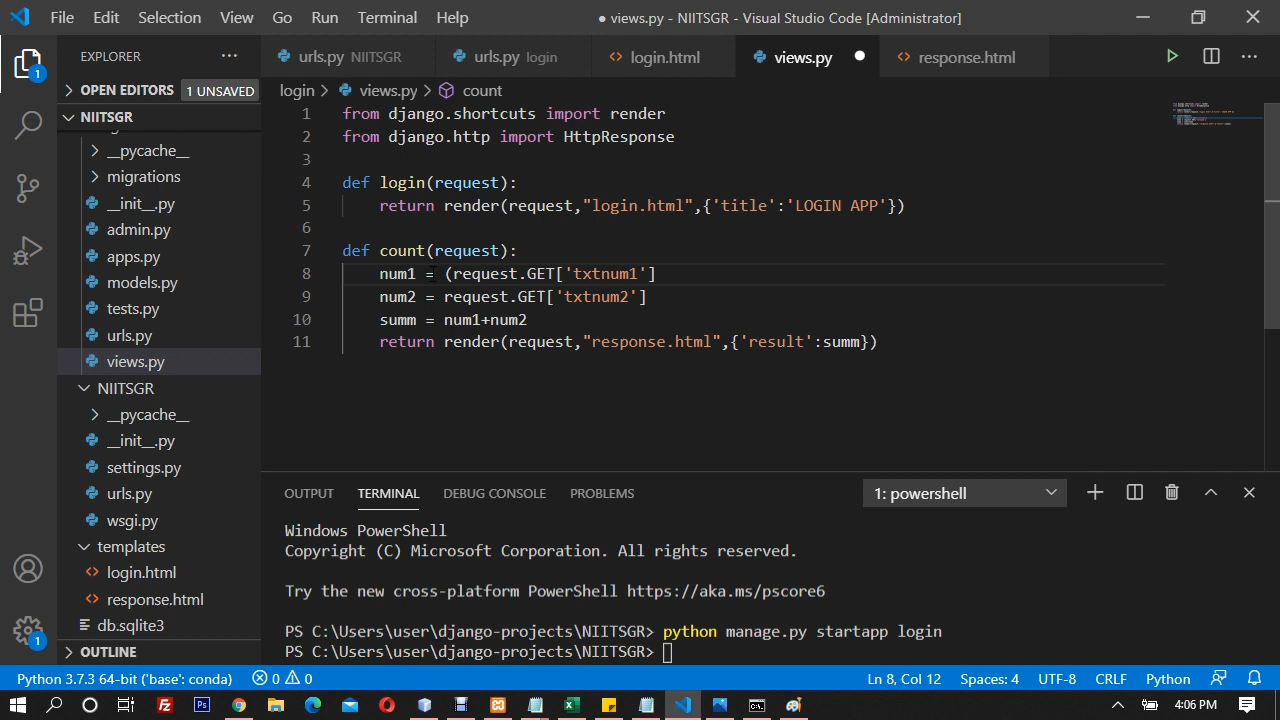 File Edit Selection View Go Run Terminal Help ● views.py - NIITSGR - Visual Studio Code [Administrator]
EXPLORER ···
urls.py NIITSGR urls.py login login.html views.py ● response.html ···
OPEN EDITORS 1 UNSAVED
login > views.py > count
NIITSGR
__pycache__
migrations
__init__.py
admin.py
apps.py
models.py
tests.py
urls.py
views.py
NIITSGR
__pycache__
__init__.py
settings.py
urls.py
wsgi.py
templates
login.html
response.html
db.sqlite3
OUTLINE
1
1
1 from django.shortcuts import render
2 from django.http import HttpResponse
3
4 def login(request):
5     return render(request,"login.html",{'title':'LOGIN APP'})
6
7 def count(request):
8     num1 = (request.GET['txtnum1']
9     num2 = request.GET['txtnum2']
10     summ = num1+num2
11     return render(request,"response.html",{'result':summ})
OUTPUT TERMINAL DEBUG CONSOLE PROBLEMS 1: powershell
Windows PowerShell
Copyright (C) Microsoft Corporation. All rights reserved.
Try the new cross-platform PowerShell https://aka.ms/pscore6
PS C:\Users\user\django-projects\NIITSGR> python manage.py startapp login
PS C:\Users\user\django-projects\NIITSGR>
Python 3.7.3 64-bit ('base': conda) 0 0 Ln 8, Col 12 Spaces: 4 UTF-8 CRLF Python
Fz Ps 4:06 PM